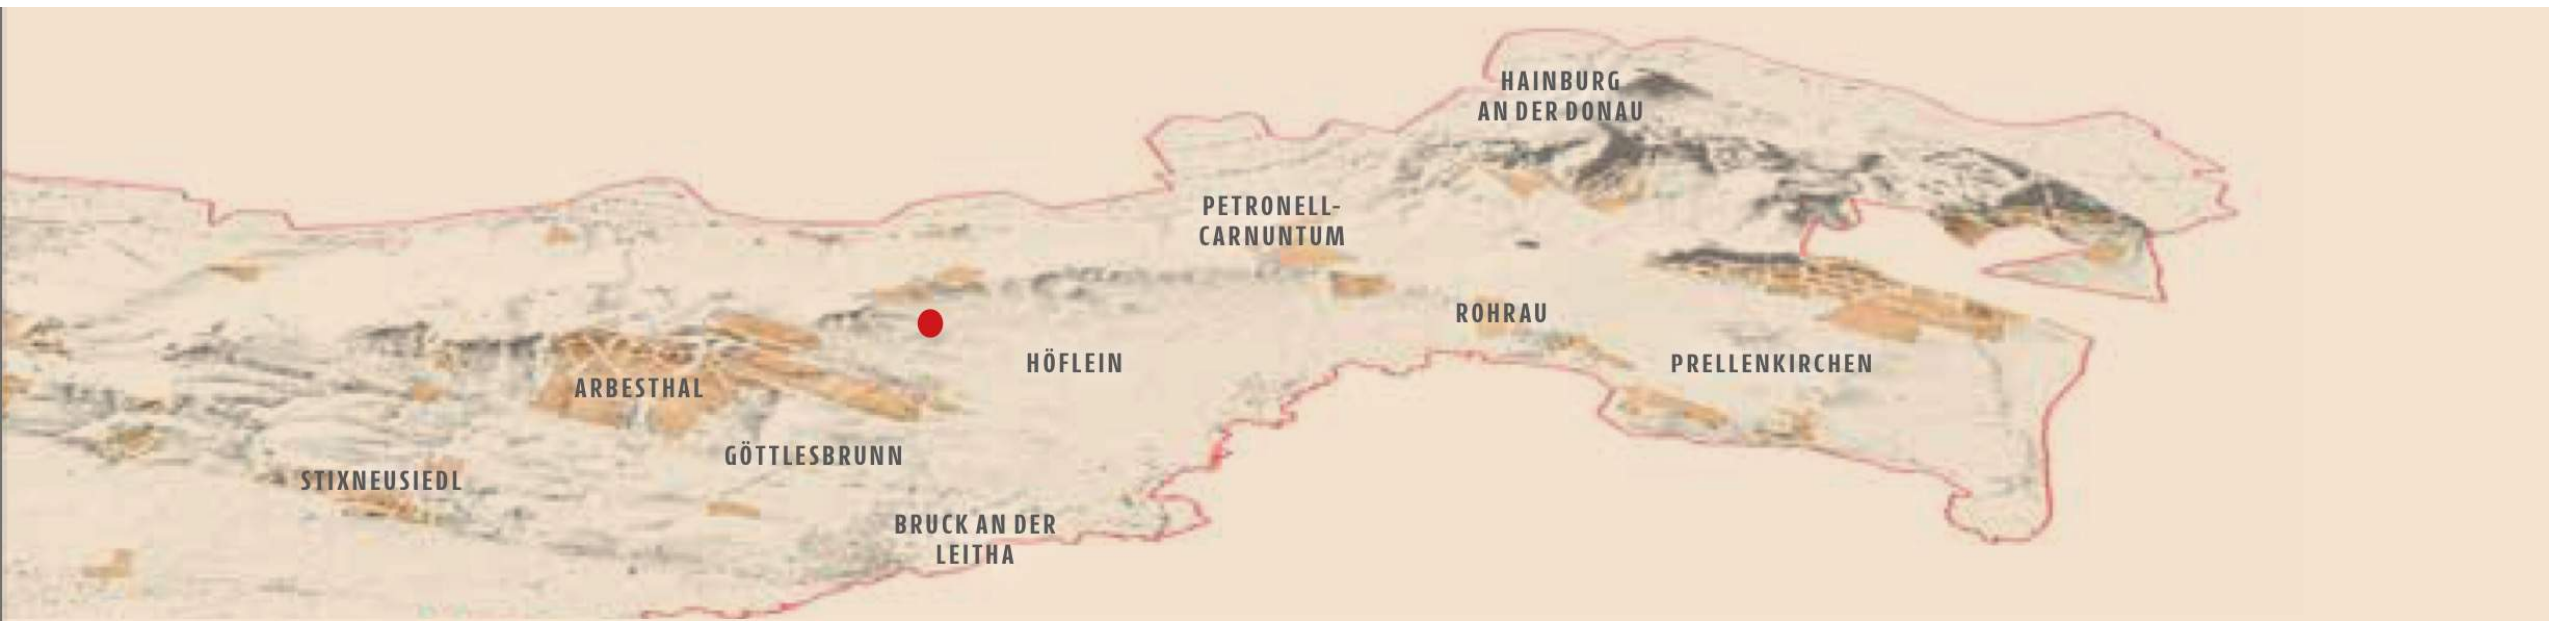 HAINBURG
AN DER DONAU
PETRONELL-
CARNUNTUM
ROHRAU
HÖFLEIN
PRELLENKIRCHEN
ARBESTHAL
GÖTTLESBRUNN
STIXNEUSIEDL
BRUCK AN DER
LEITHA